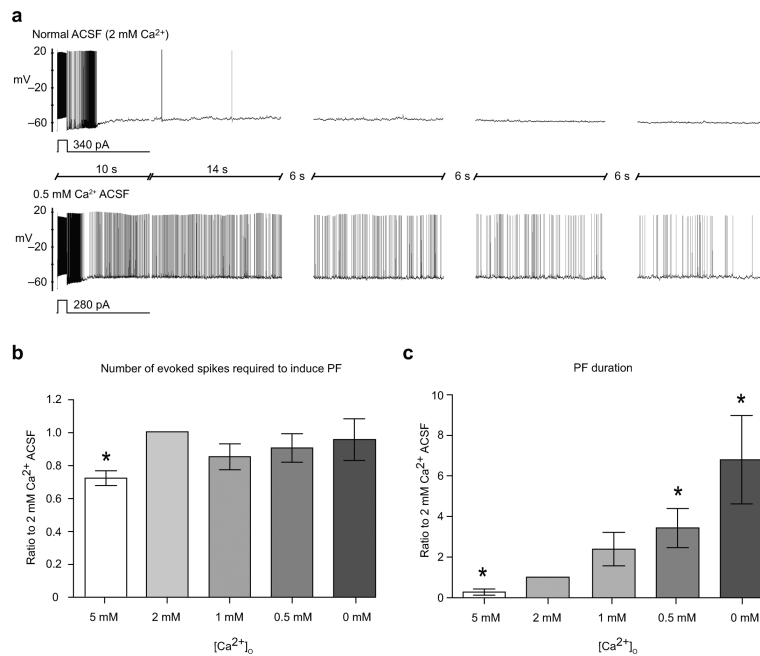 a
Normal ACSF (2 mM Ca²⁺)
20
mV
–20
–60
340 pA
10 s
14 s
6 s
6 s
6 s
0.5 mM Ca²⁺ ACSF
20
mV
–20
–60
280 pA
b
Number of evoked spikes required to induce PF
Ratio to 2 mM Ca²⁺ ACSF
1.2
1.0
0.8
0.6
0.4
0.2
0
*
5 mM
2 mM
1 mM
0.5 mM
0 mM
[Ca²⁺]ₒ
c
PF duration
Ratio to 2 mM Ca²⁺ ACSF
10
8
6
4
2
0
*
*
*
5 mM
2 mM
1 mM
0.5 mM
0 mM
[Ca²⁺]ₒ